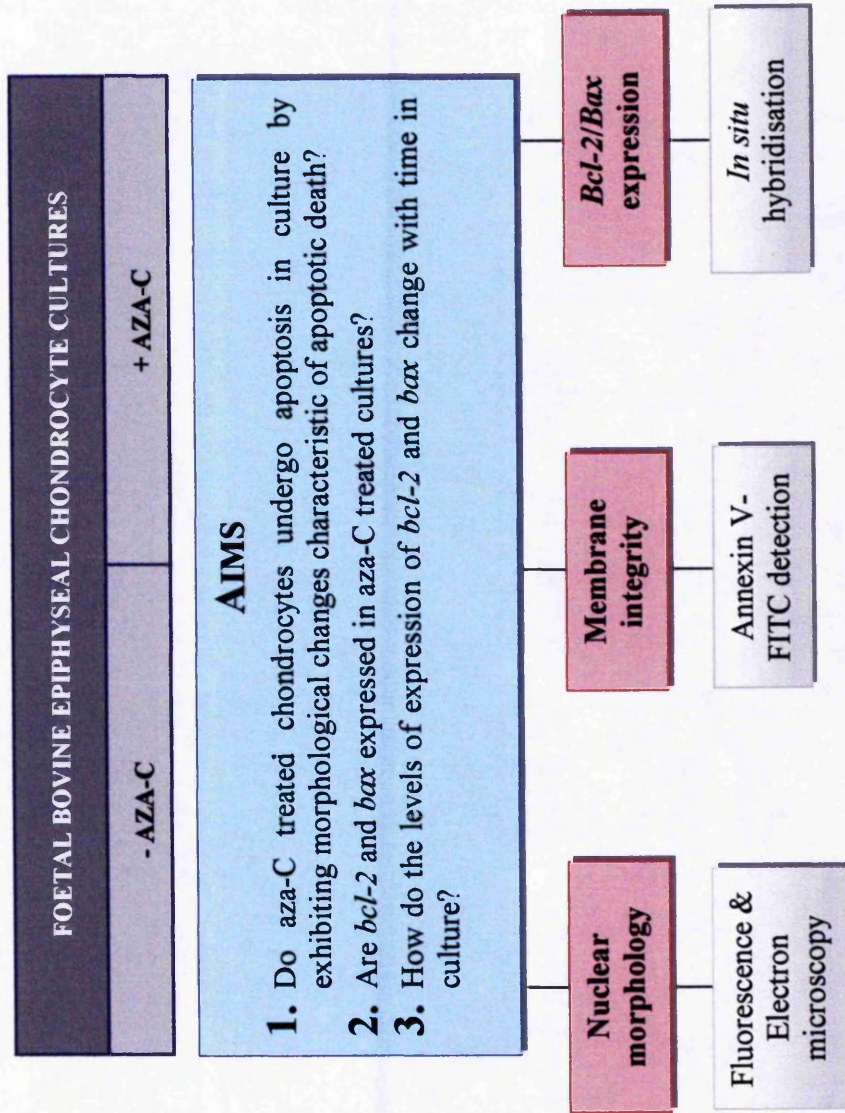 FOETAL BOVINE EPIPHYSEAL CHONDROCYTE CULTURES
- AZA-C
+ AZA-C
AIMS
1. Do aza-C treated chondrocytes undergo apoptosis in culture by
exhibiting morphological changes characteristic of apoptotic death?
2. Are bcl-2 and bax expressed in aza-C treated cultures?
3. How do the levels of expression of bcl-2 and bax change with time in
culture?
Nuclear
morphology
Fluorescence &
Electron
microscopy
Membrane
integrity
Annexin V-
FITC detection
Bcl-2/Bax
expression
In situ
hybridisation